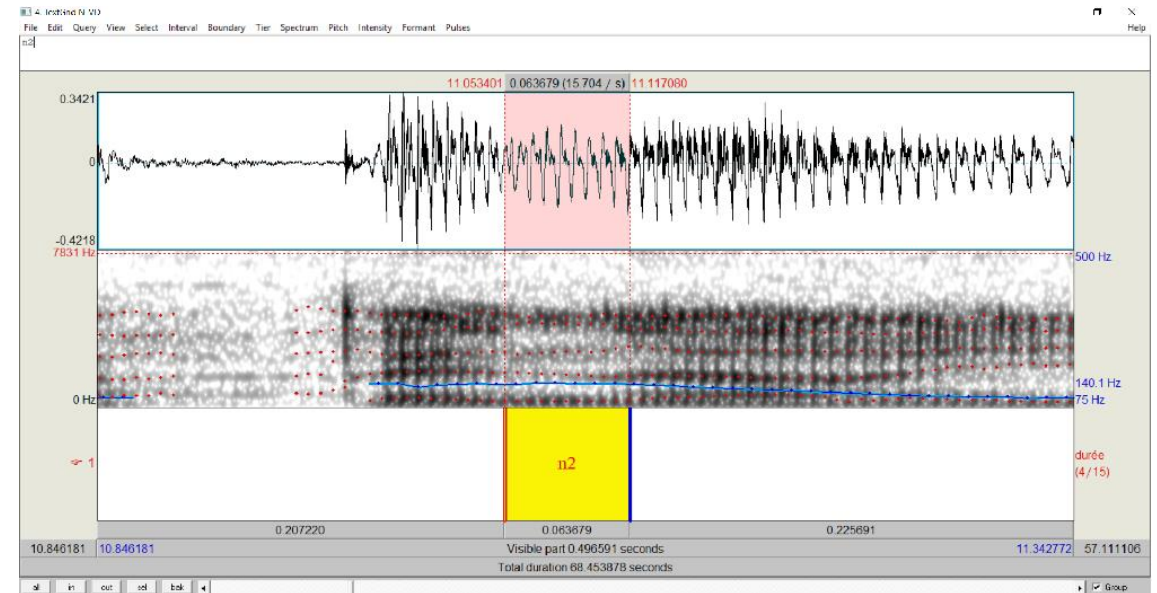 4. TextGrid N-VD
File Edit Query View Select Interval Boundary Tier Spectrum Pitch Intensity Formant Pulses Help
n2
11.053401 0.063679 (15.704 / s) 11.117080
0.3421
0
-0.4218
7831 Hz 500 Hz
140.1 Hz
0 Hz 75 Hz
☞ 1 n2 durée
(4/15)
0.207220 0.063679 0.225691
10.846181 10.846181 Visible part 0.496591 seconds 11.342772 57.111106
Total duration 68.453878 seconds
all in out sel bak Group